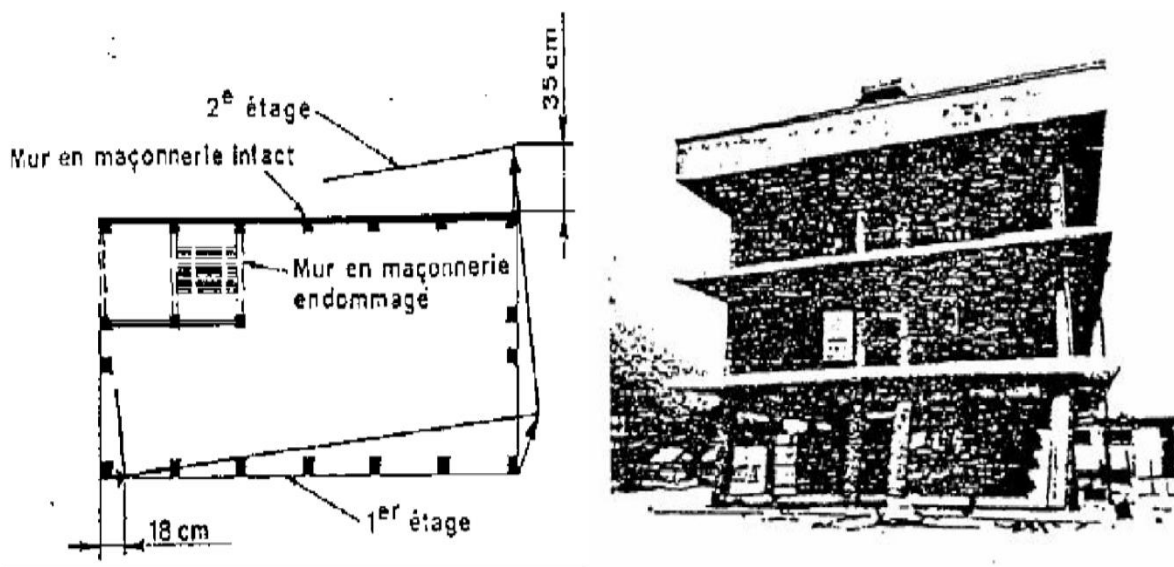 35 cm
2e étage
Mur en maçonnerie intact
Mur en maçonnerie
endommagé
1er étage
18 cm